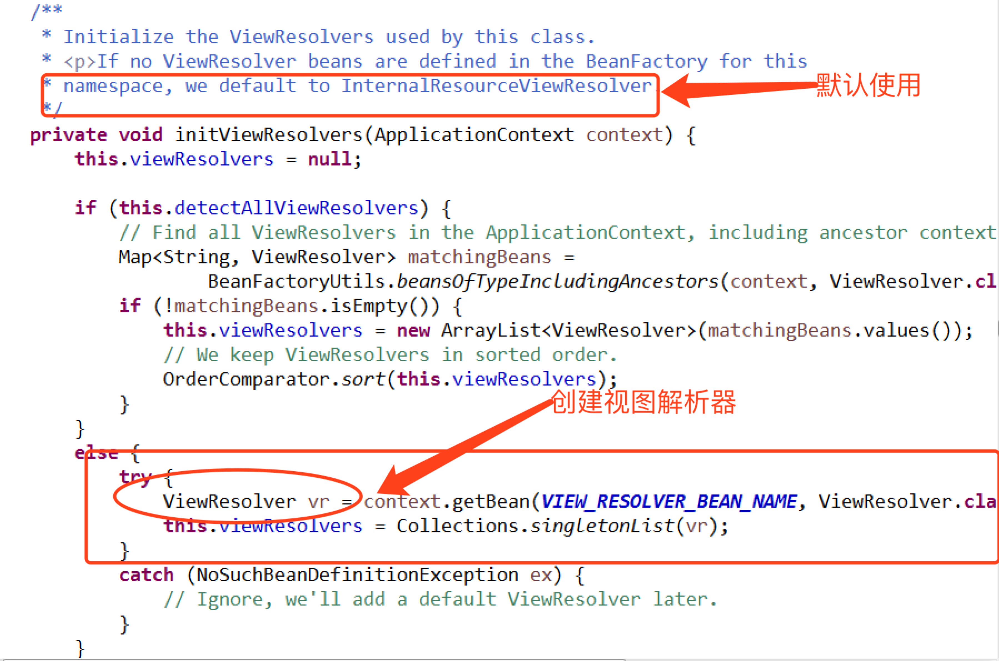 /**
* Initialize the ViewResolvers used by this class.
* <p>If no ViewResolver beans are defined in the BeanFactory for this
* namespace, we default to InternalResourceViewResolver.
默认使用
*/
private void initViewResolvers(ApplicationContext context) {
this.viewResolvers = null;
if (this.detectAllViewResolvers) {
// Find all ViewResolvers in the ApplicationContext, including ancestor context
Map<String, ViewResolver> matchingBeans =
BeanFactoryUtils.beansOfTypeIncludingAncestors(context, ViewResolver.cl
if (!matchingBeans.isEmpty()) {
this.viewResolvers = new ArrayList<ViewResolver>(matchingBeans.values());
// We keep ViewResolvers in sorted order.
OrderComparator.sort(this.viewResolvers);
创建视图解析器
}
}
else {
try {
ViewResolver vr = context.getBean(VIEW_RESOLVER_BEAN_NAME, ViewResolver.cla
this.viewResolvers = Collections.singletonList(vr);
}
catch (NoSuchBeanDefinitionException ex) {
// Ignore, we'll add a default ViewResolver later.
}
}